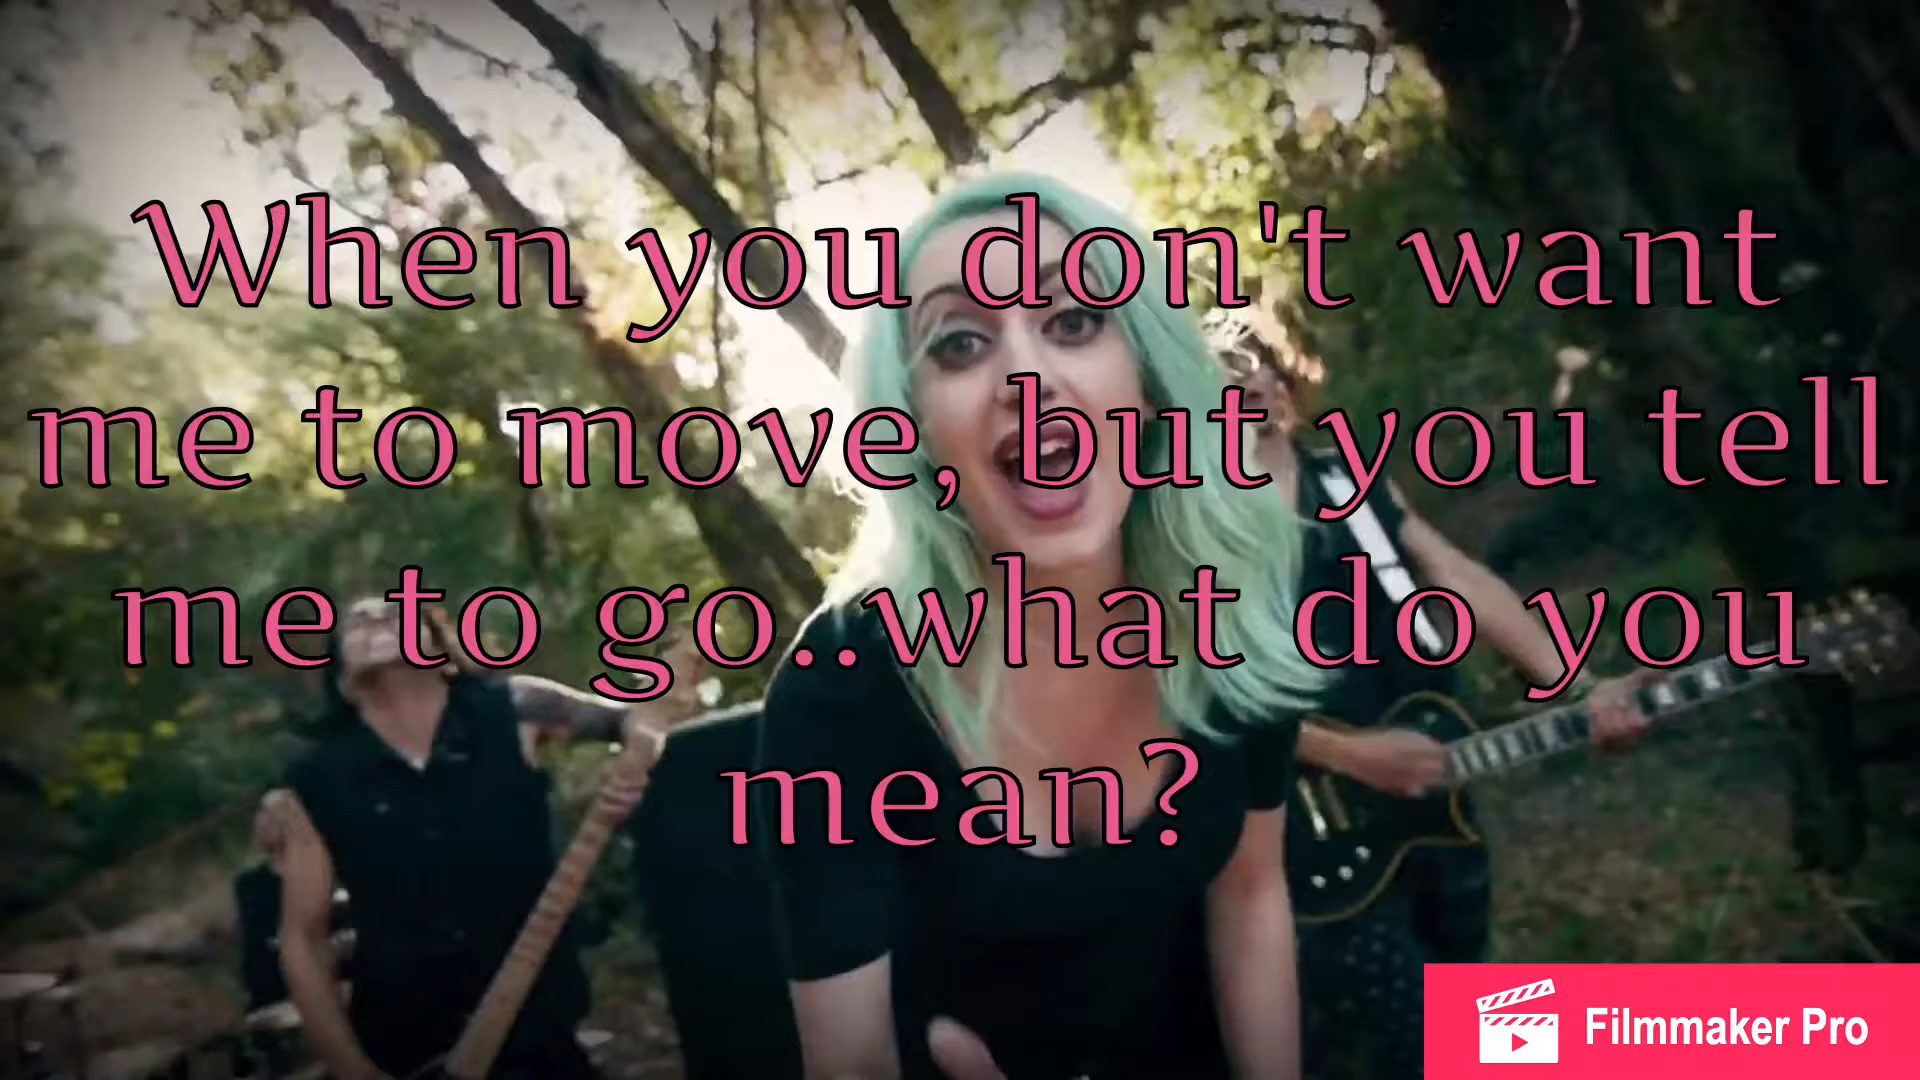 When you don't want
me to move, but you tell
me to go..what do you
mean?
Filmmaker Pro